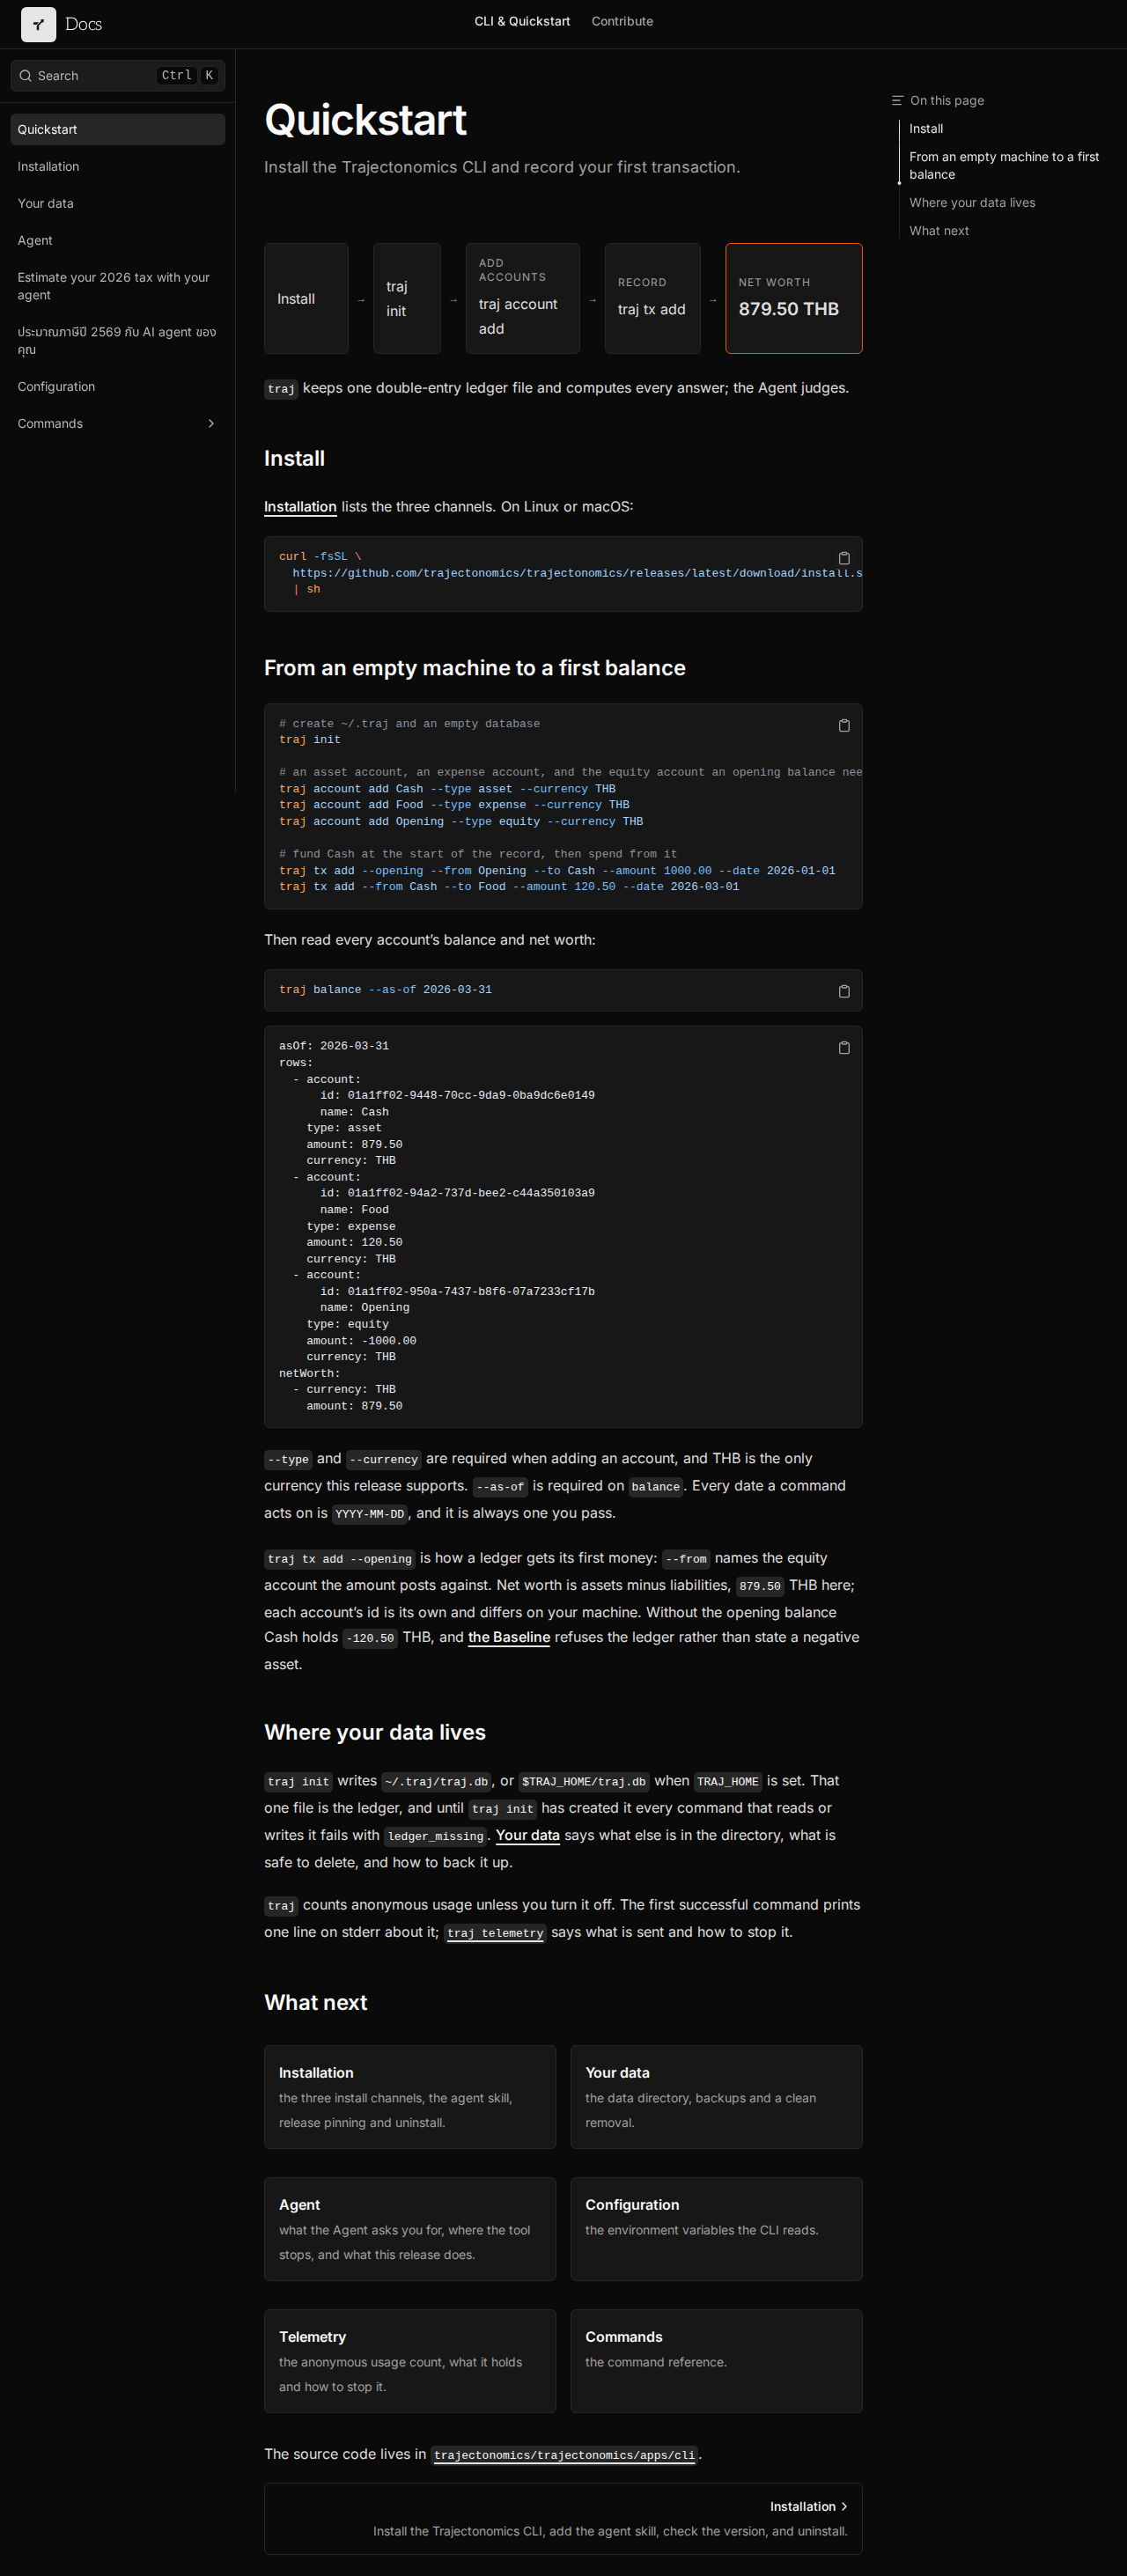 Docs
CLI & Quickstart
Contribute
Search
Ctrl K
Quickstart
Installation
Your data
Agent
Estimate your 2026 tax with your
agent
ประมาณภาษีปี 2569 กับ AI agent ของ
คุณ
Configuration
Commands
Quickstart
Install the Trajectonomics CLI and record your first transaction.
Install
→
traj
init
→
ADD
ACCOUNTS
traj account
add
→
RECORD
traj tx add
→
NET WORTH
879.50 THB
traj keeps one double-entry ledger file and computes every answer; the Agent judges.
Install
Installation lists the three channels. On Linux or macOS:
curl -fsSL \
https://github.com/trajectonomics/trajectonomics/releases/latest/download/install.s
| sh
From an empty machine to a first balance
# create ~/.traj and an empty database
traj init
# an asset account, an expense account, and the equity account an opening balance nee
traj account add Cash --type asset --currency THB
traj account add Food --type expense --currency THB
traj account add Opening --type equity --currency THB
# fund Cash at the start of the record, then spend from it
traj tx add --opening --from Opening --to Cash --amount 1000.00 --date 2026-01-01
traj tx add --from Cash --to Food --amount 120.50 --date 2026-03-01
Then read every account’s balance and net worth:
traj balance --as-of 2026-03-31
asOf: 2026-03-31
rows:
- account:
id: 01a1ff02-9448-70cc-9da9-0ba9dc6e0149
name: Cash
type: asset
amount: 879.50
currency: THB
- account:
id: 01a1ff02-94a2-737d-bee2-c44a350103a9
name: Food
type: expense
amount: 120.50
currency: THB
- account:
id: 01a1ff02-950a-7437-b8f6-07a7233cf17b
name: Opening
type: equity
amount: -1000.00
currency: THB
netWorth:
- currency: THB
amount: 879.50
--type and --currency are required when adding an account, and THB is the only
currency this release supports. --as-of is required on balance. Every date a command
acts on is YYYY-MM-DD, and it is always one you pass.
traj tx add --opening is how a ledger gets its first money: --from names the equity
account the amount posts against. Net worth is assets minus liabilities, 879.50 THB here;
each account’s id is its own and differs on your machine. Without the opening balance
Cash holds -120.50 THB, and the Baseline refuses the ledger rather than state a negative
asset.
Where your data lives
traj init writes ~/.traj/traj.db, or $TRAJ_HOME/traj.db when TRAJ_HOME is set. That
one file is the ledger, and until traj init has created it every command that reads or
writes it fails with ledger_missing. Your data says what else is in the directory, what is
safe to delete, and how to back it up.
traj counts anonymous usage unless you turn it off. The first successful command prints
one line on stderr about it; traj telemetry says what is sent and how to stop it.
What next
Installation
the three install channels, the agent skill,
release pinning and uninstall.
Your data
the data directory, backups and a clean
removal.
Agent
what the Agent asks you for, where the tool
stops, and what this release does.
Configuration
the environment variables the CLI reads.
Telemetry
the anonymous usage count, what it holds
and how to stop it.
Commands
the command reference.
The source code lives in trajectonomics/trajectonomics/apps/cli.
Installation
Install the Trajectonomics CLI, add the agent skill, check the version, and uninstall.
On this page
Install
From an empty machine to a first
balance
Where your data lives
What next